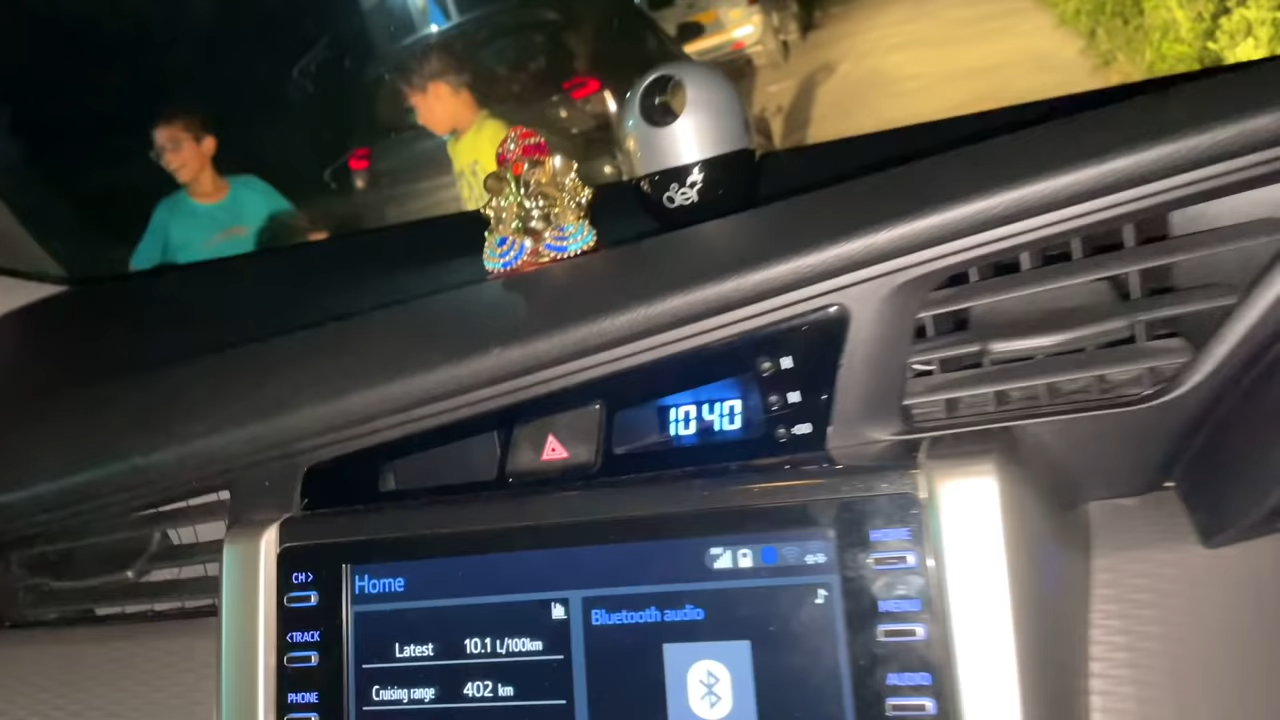 10:40
Home
CH>
Latest 10.1 L/100km
<TRACK
Cruising range 402 km
PHONE
Bluetooth audio
HOME
MENU
AUDIO